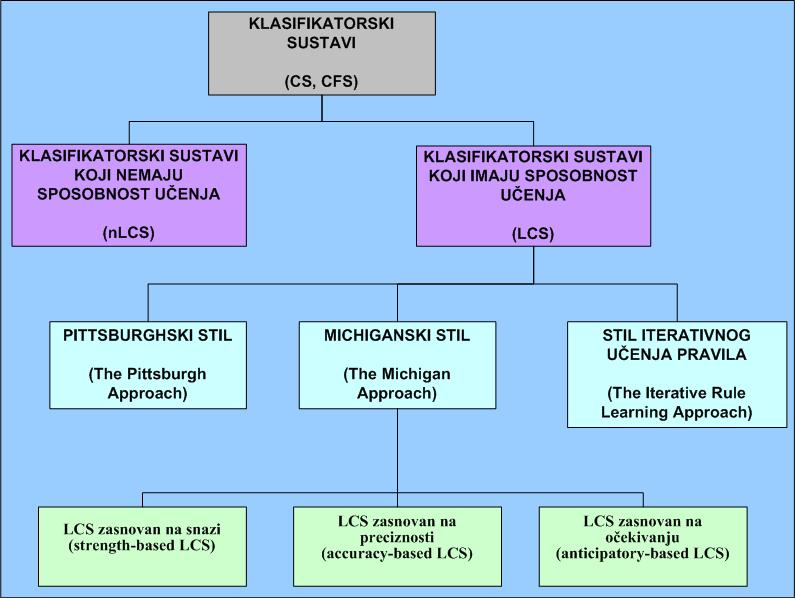 KLASIFIKATORSKI
SUSTAVI
(CS, CFS)
KLASIFIKATORSKI SUSTAVI
KOJI NEMAJU
SPOSOBNOST UČENJA
(nLCS)
KLASIFIKATORSKI SUSTAVI
KOJI IMAJU SPOSOBNOST
UČENJA
(LCS)
PITTSBURGHSKI STIL
(The Pittsburgh
Approach)
MICHIGANSKI STIL
(The Michigan
Approach)
STIL ITERATIVNOG
UČENJA PRAVILA
(The Iterative Rule
Learning Approach)
LCS zasnovan na snazi
(strength-based LCS)
LCS zasnovan na
preciznosti
(accuracy-based LCS)
LCS zasnovan na
očekivanju
(anticipatory-based LCS)